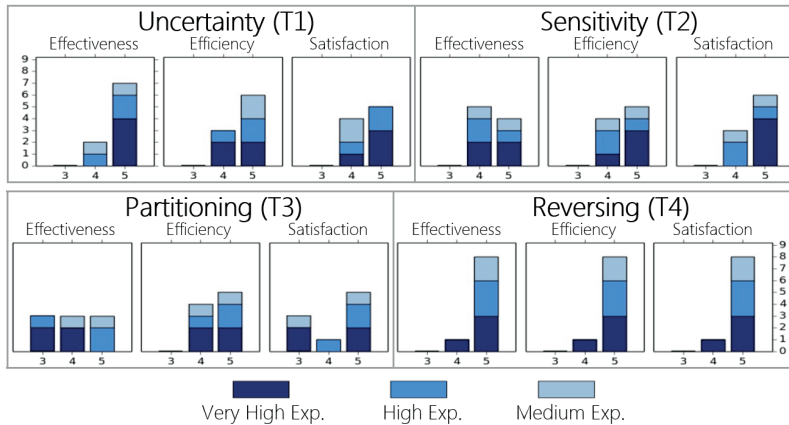 Uncertainty (T1)
Effectiveness Efficiency Satisfaction
9
8
7
6
5
4
3
2
1
0
3 4 5 3 4 5 3 4 5
Sensitivity (T2)
Effectiveness Efficiency Satisfaction
3 4 5 3 4 5 3 4 5
Partitioning (T3)
Effectiveness Efficiency Satisfaction
3 4 5 3 4 5 3 4 5
Reversing (T4)
Effectiveness Efficiency Satisfaction
9
8
7
6
5
4
3
2
1
0
3 4 5 3 4 5 3 4 5
Very High Exp. High Exp. Medium Exp.